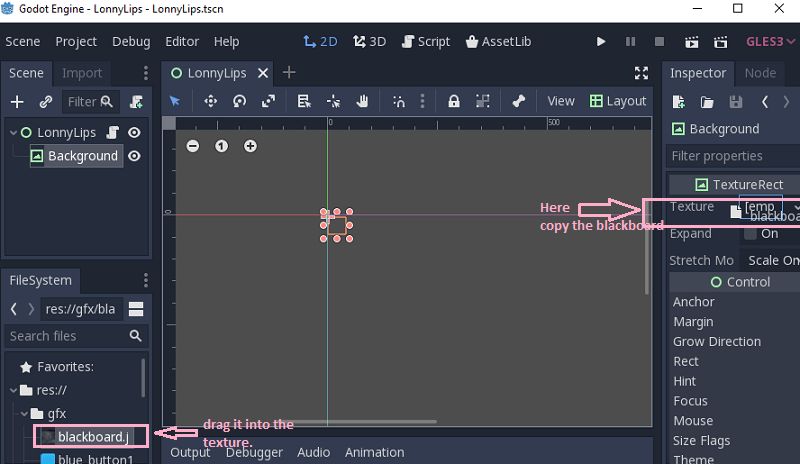 Godot Engine - LonnyLips - LonnyLips.tscn
Scene Project Debug Editor Help 2D 3D Script AssetLib GLES3
Scene Import LonnyLips Inspector Node
Filter View Layout
LonnyLips
Background
0 500
0
Background
Filter properties
TextureRect
Texture [emp
blackboa
Expand On
Stretch Mo Scale On
Control
Anchor
Margin
Grow Direction
Rect
Hint
Focus
Mouse
Size Flags
Theme
Here
copy the blackboard
FileSystem
res://gfx/bla
Search files
Favorites:
res://
gfx
blackboard.j
blue_button1
drag it into the
texture.
Output Debugger Audio Animation